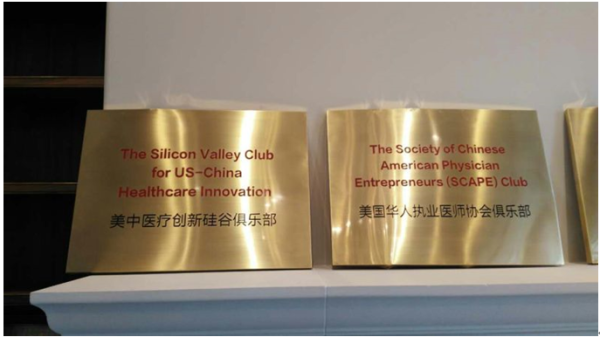 The Silicon Valley Club
for US-China
Healthcare Innovation
美中医疗创新硅谷俱乐部
The Society of Chinese
American Physician
Entrepreneurs (SCAPE) Club
美国华人执业医师协会俱乐部